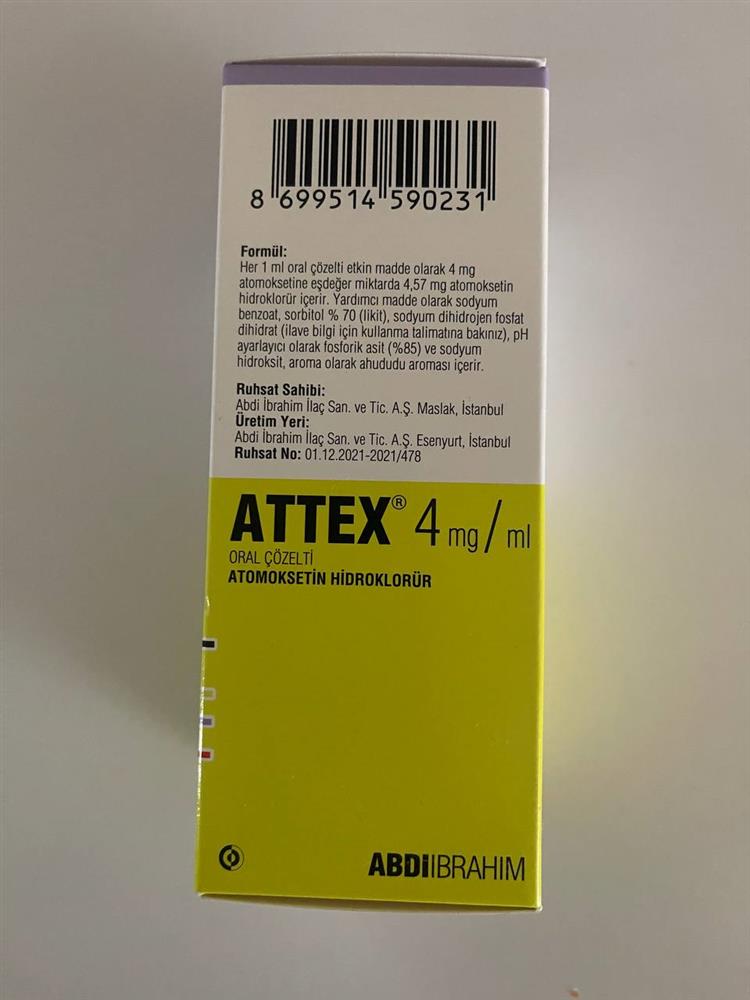 8 699514 590231
Formül:
Her 1 ml oral çözelti etkin madde olarak 4 mg
atomoksetine eşdeğer miktarda 4,57 mg atomoksetin
hidroklorür içerir. Yardımcı madde olarak sodyum
benzoat, sorbitol % 70 (likit), sodyum dihidrojen fosfat
dihidrat (ilave bilgi için kullanma talimatına bakınız), pH
ayarlayıcı olarak fosforik asit (%85) ve sodyum
hidroksit, aroma olarak ahududu aroması içerir.
Ruhsat Sahibi:
Abdi İbrahim İlaç San. ve Tic. A.Ş. Maslak, İstanbul
Üretim Yeri:
Abdi İbrahim İlaç San. ve Tic. A.Ş. Esenyurt, İstanbul
Ruhsat No: 01.12.2021-2021/478
ATTEX® 4 mg / ml
ORAL ÇÖZELTİ
ATOMOKSETİN HİDROKLORÜR
ABDİIBRAHIM